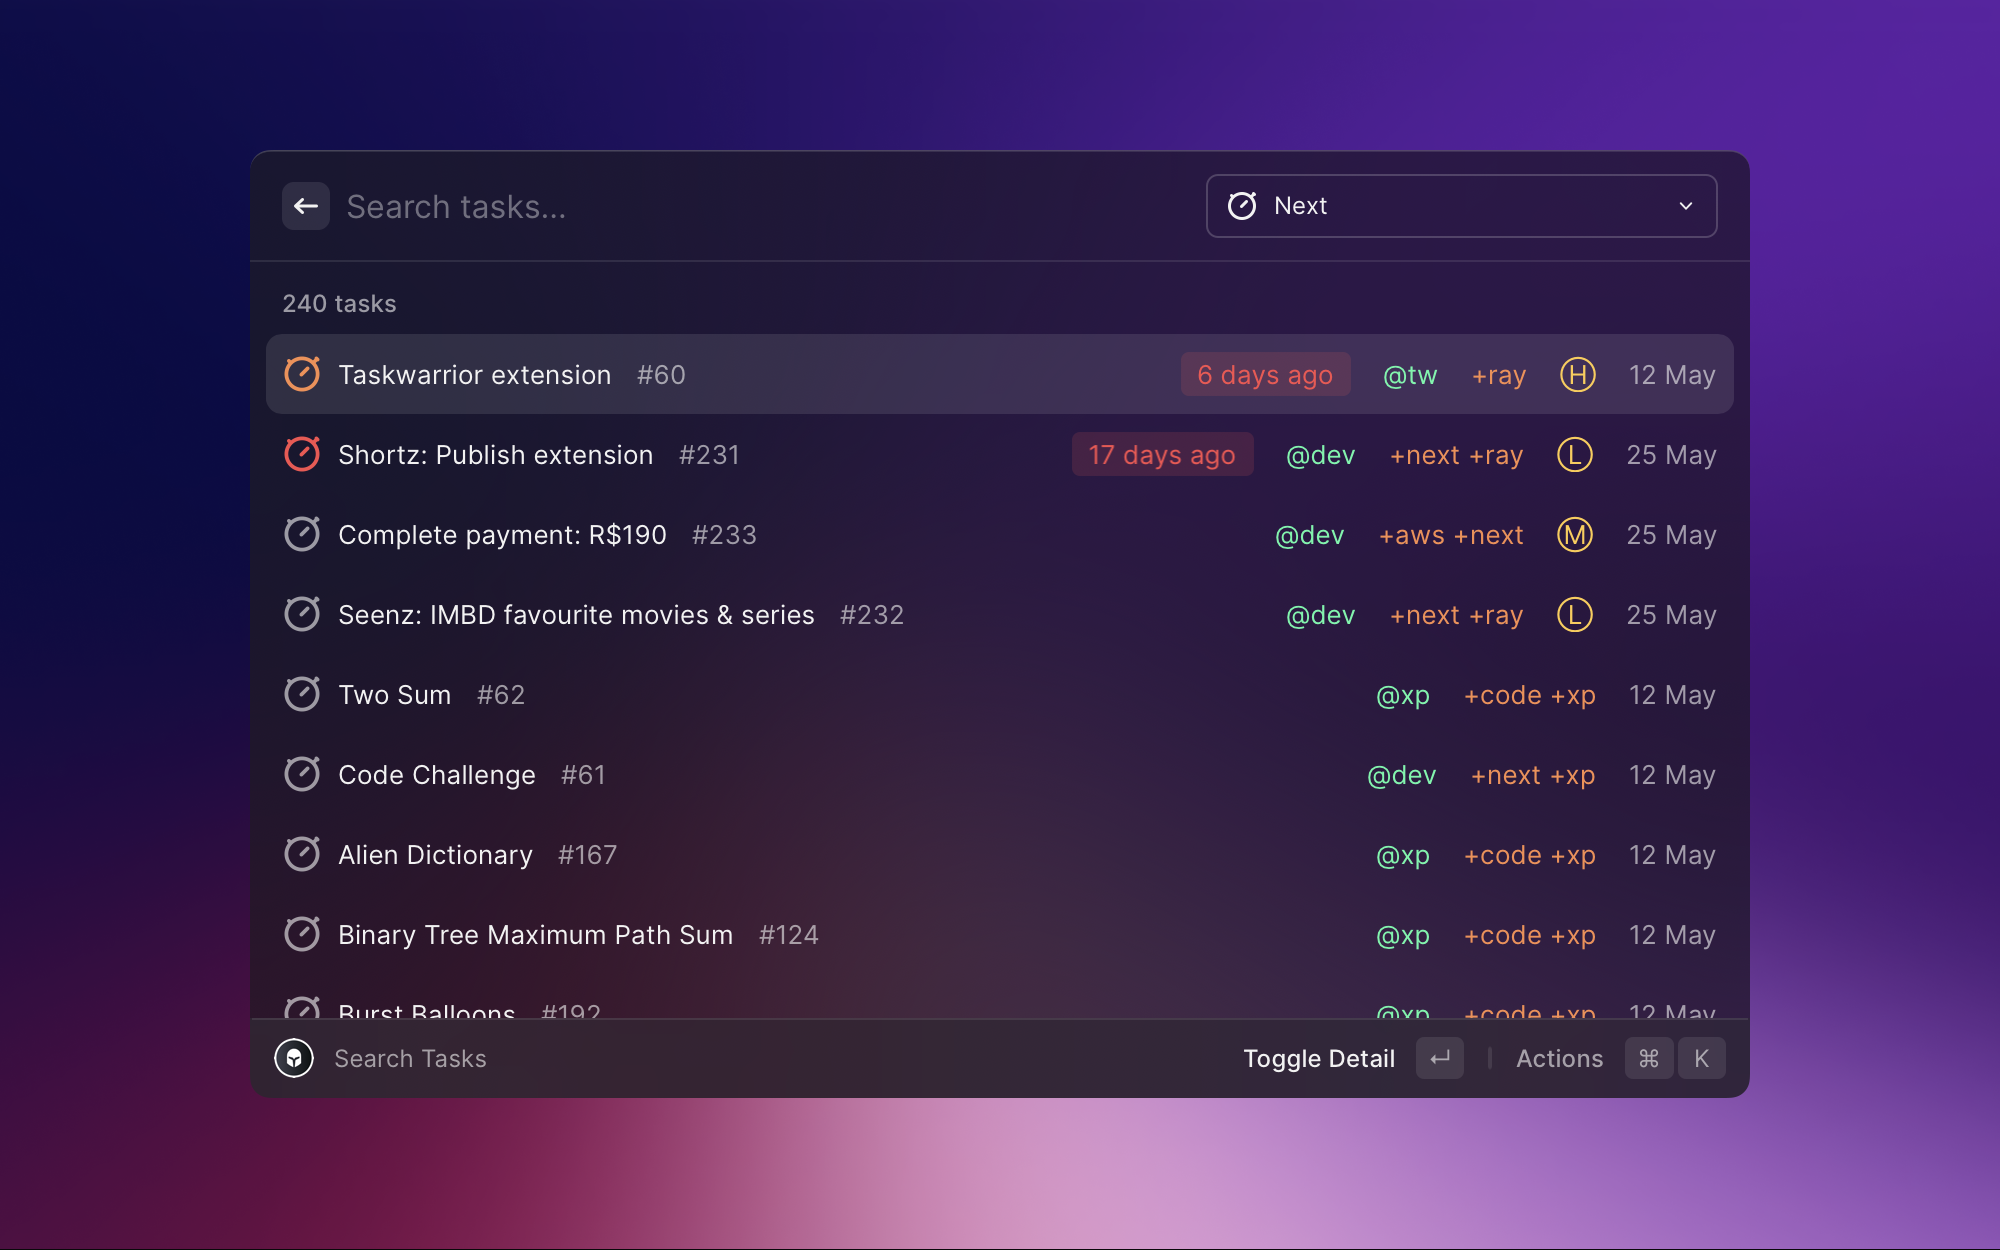 Search tasks...
Next
240 tasks
Taskwarrior extension #60 6 days ago @tw +ray H 12 May
Shortz: Publish extension #231 17 days ago @dev +next +ray L 25 May
Complete payment: R$190 #233 @dev +aws +next M 25 May
Seenz: IMBD favourite movies & series #232 @dev +next +ray L 25 May
Two Sum #62 @xp +code +xp 12 May
Code Challenge #61 @dev +next +xp 12 May
Alien Dictionary #167 @xp +code +xp 12 May
Binary Tree Maximum Path Sum #124 @xp +code +xp 12 May
Burst Balloons #192 @xp +code +xp 12 May
Search Tasks Toggle Detail ↵ Actions ⌘ K